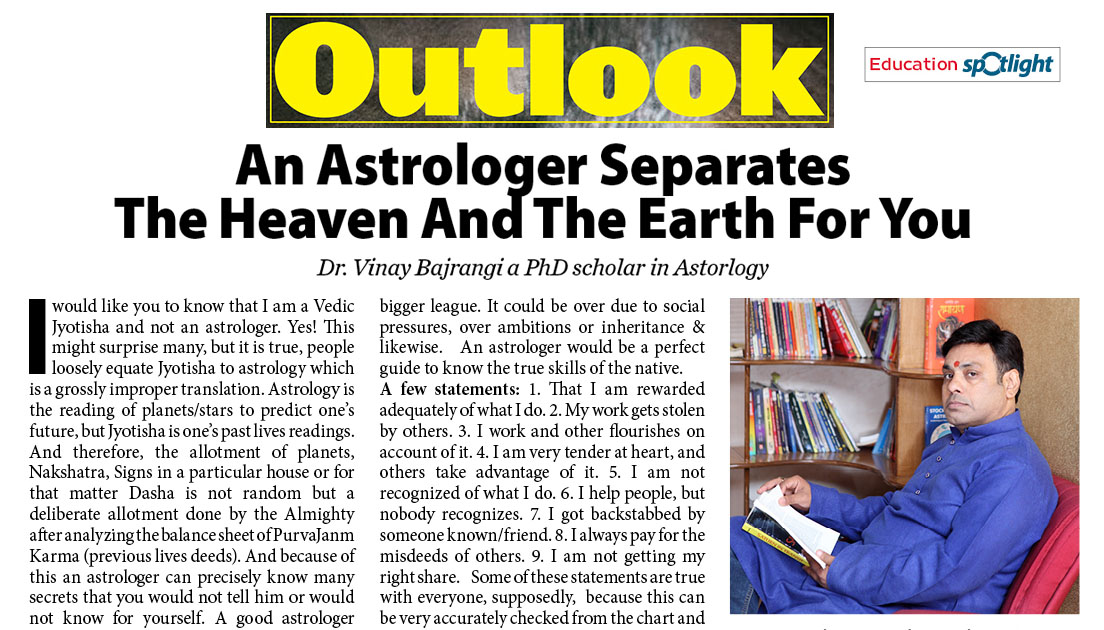 Outlook
Education spOtlight
An Astrologer Separates
The Heaven And The Earth For You
Dr. Vinay Bajrangi a PhD scholar in Astorlogy
I would like you to know that I am a Vedic
Jyotisha and not an astrologer. Yes! This
might surprise many, but it is true, people
loosely equate Jyotisha to astrology which
is a grossly improper translation. Astrology is
the reading of planets/stars to predict one’s
future, but Jyotisha is one’s past lives readings.
And therefore, the allotment of planets,
Nakshatra, Signs in a particular house or for
that matter Dasha is not random but a
deliberate allotment done by the Almighty
after analyzing the balance sheet of PurvaJanm
Karma (previous lives deeds). And because of
this an astrologer can precisely know many
secrets that you would not tell him or would
not know for yourself. A good astrologer
bigger league. It could be over due to social
pressures, over ambitions or inheritance &
likewise. An astrologer would be a perfect
guide to know the true skills of the native.
A few statements: 1. That I am rewarded
adequately of what I do. 2. My work gets stolen
by others. 3. I work and other flourishes on
account of it. 4. I am very tender at heart, and
others take advantage of it. 5. I am not
recognized of what I do. 6. I help people, but
nobody recognizes. 7. I got backstabbed by
someone known/friend. 8. I always pay for the
misdeeds of others. 9. I am not getting my
right share. Some of these statements are true
with everyone, supposedly, because this can
be very accurately checked from the chart and